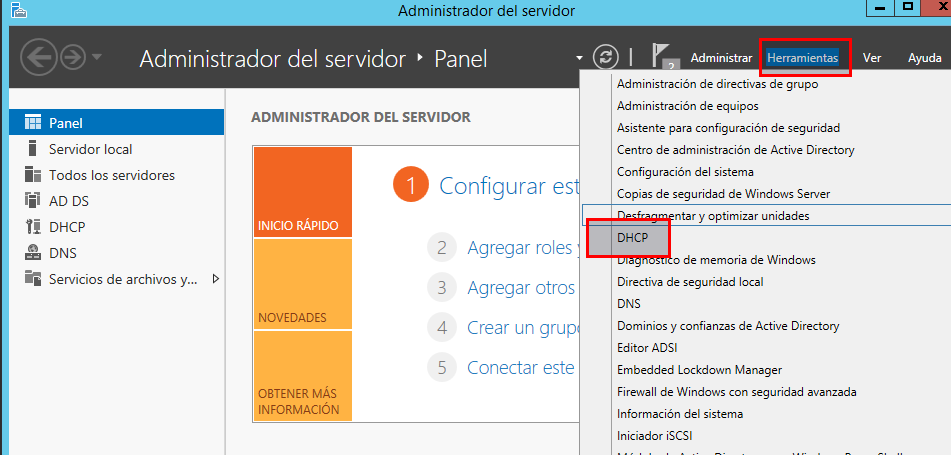 Administrador del servidor
Administrador del servidor • Panel
Administrar
Herramientas
Ver
Ayuda
Panel
Servidor local
Todos los servidores
AD DS
DHCP
DNS
Servicios de archivos y...
ADMINISTRADOR DEL SERVIDOR
INICIO RÁPIDO
NOVEDADES
OBTENER MÁS
INFORMACIÓN
1 Configurar est
2 Agregar roles y
3 Agregar otros
4 Crear un grupo
5 Conectar este
Administración de directivas de grupo
Administración de equipos
Asistente para configuración de seguridad
Centro de administración de Active Directory
Configuración del sistema
Copias de seguridad de Windows Server
Desfragmentar y optimizar unidades
DHCP
Diagnóstico de memoria de Windows
Directiva de seguridad local
DNS
Dominios y confianzas de Active Directory
Editor ADSI
Embedded Lockdown Manager
Firewall de Windows con seguridad avanzada
Información del sistema
Iniciador iSCSI